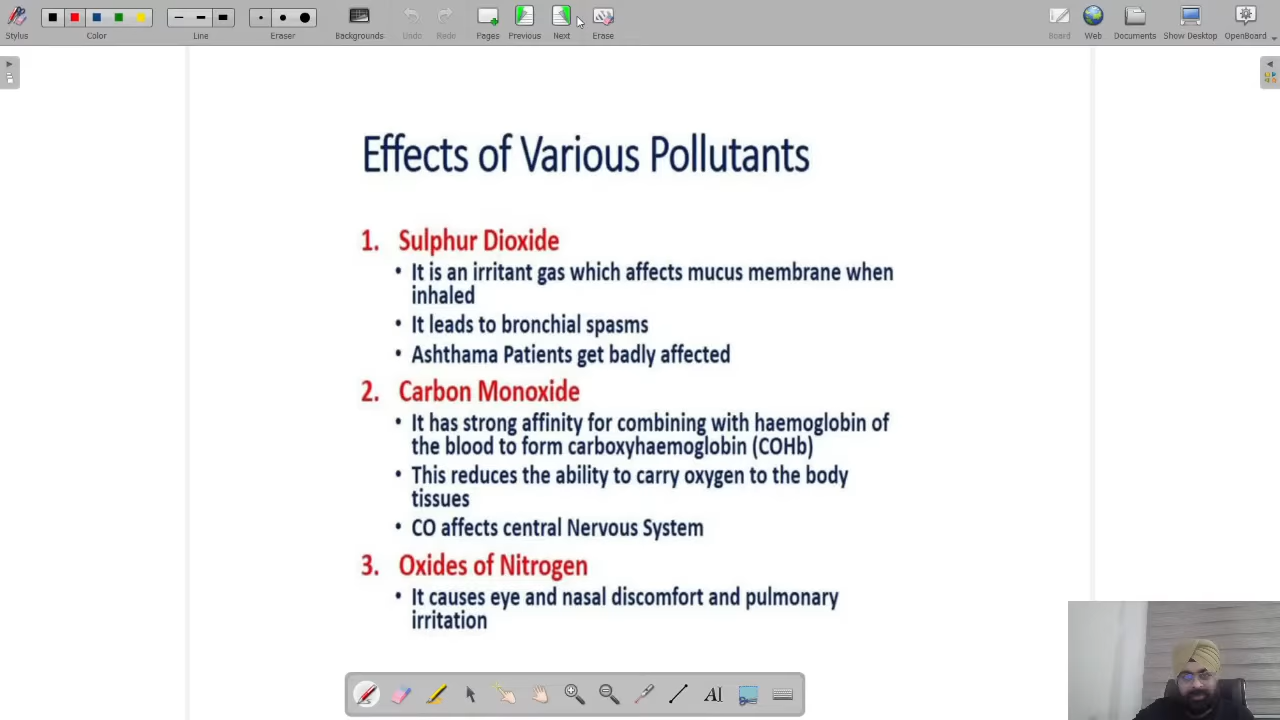 Stylus
Color
Line
Eraser
Backgrounds
Undo
Redo
Pages
Previous
Next
Erase
Board
Web
Documents
Show Desktop
OpenBoard
Effects of Various Pollutants
1. Sulphur Dioxide
• It is an irritant gas which affects mucus membrane when
inhaled
• It leads to bronchial spasms
• Ashthama Patients get badly affected
2. Carbon Monoxide
• It has strong affinity for combining with haemoglobin of
the blood to form carboxyhaemoglobin (COHb)
• This reduces the ability to carry oxygen to the body
tissues
• CO affects central Nervous System
3. Oxides of Nitrogen
• It causes eye and nasal discomfort and pulmonary
irritation
AI